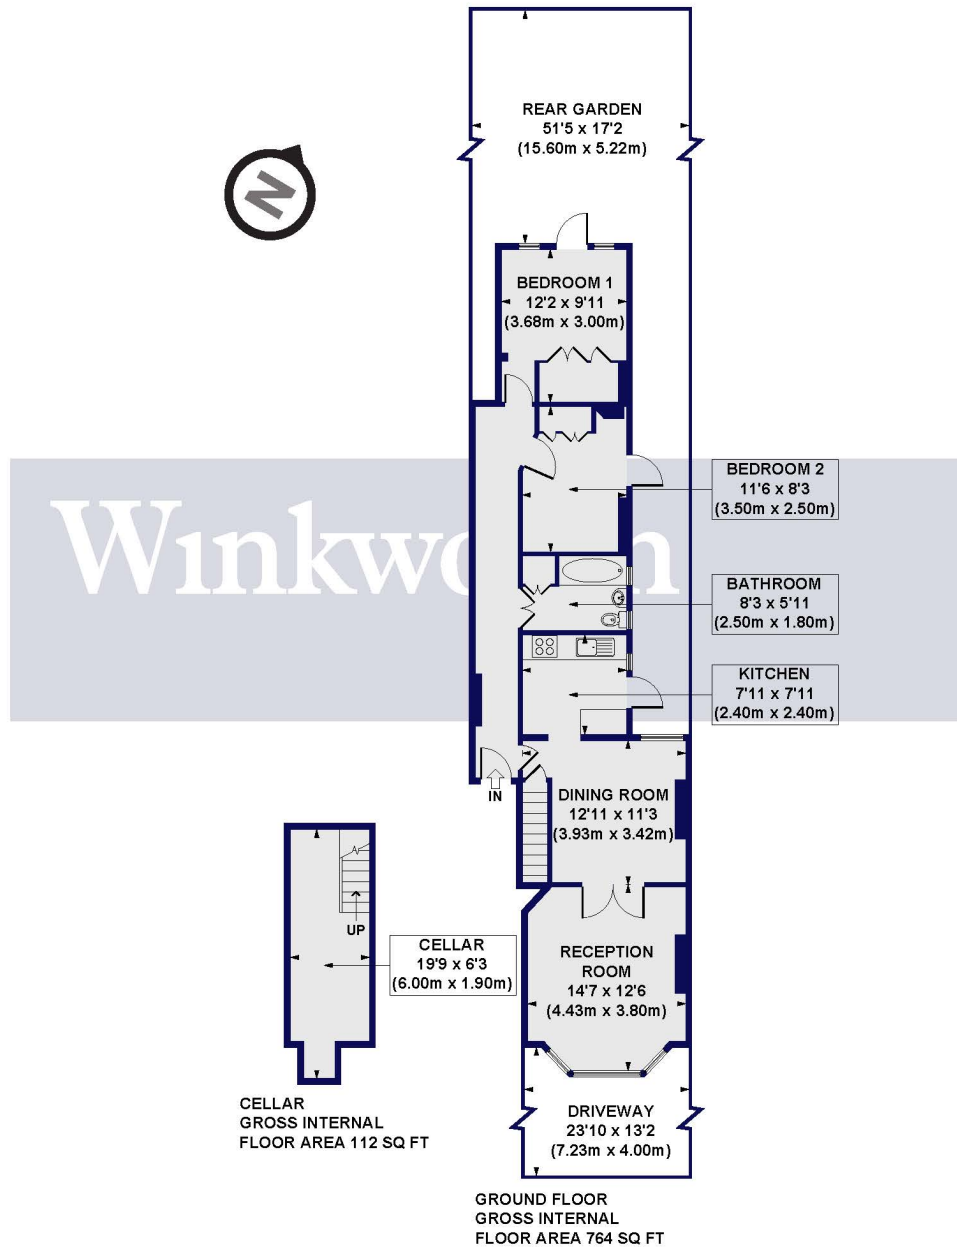 REAR GARDEN
51'5 x 17'2
(15.60m x 5.22m)
N
BEDROOM 1
12'2 x 9'11
(3.68m x 3.00m)
BEDROOM 2
11'6 x 8'3
(3.50m x 2.50m)
BATHROOM
8'3 x 5'11
(2.50m x 1.80m)
KITCHEN
7'11 x 7'11
(2.40m x 2.40m)
IN
DINING ROOM
12'11 x 11'3
(3.93m x 3.42m)
UP
CELLAR
19'9 x 6'3
(6.00m x 1.90m)
RECEPTION
ROOM
14'7 x 12'6
(4.43m x 3.80m)
DRIVEWAY
23'10 x 13'2
(7.23m x 4.00m)
CELLAR
GROSS INTERNAL
FLOOR AREA 112 SQ FT
GROUND FLOOR
GROSS INTERNAL
FLOOR AREA 764 SQ FT